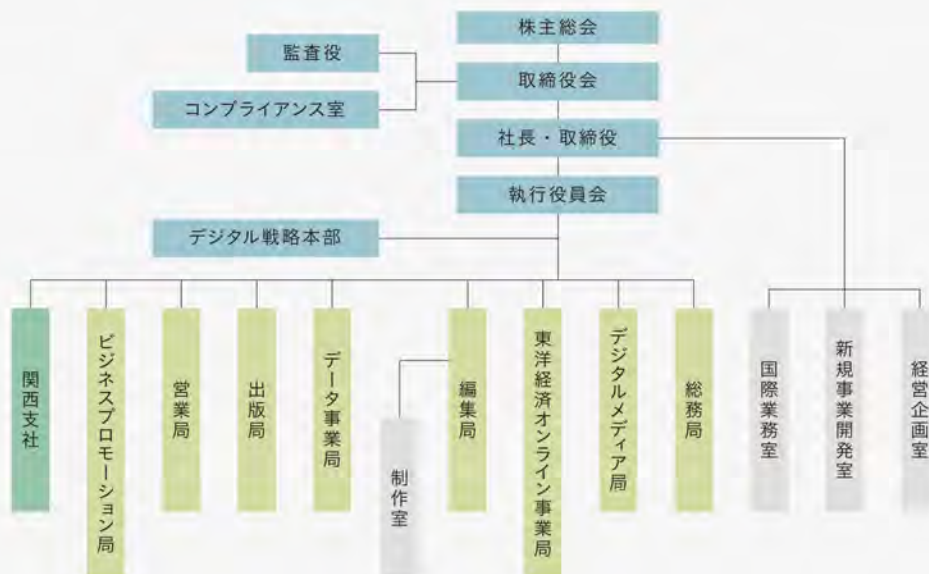 株主総会
監査役
取締役会
コンプライアンス室
社長・取締役
執行役員会
デジタル戦略本部
関西支社
ビジネスプロモーション局
営業局
出版局
データ事業局
制作室
編集局
東洋経済オンライン事業局
デジタルメディア局
総務局
国際業務室
新規事業開発室
経営企画室